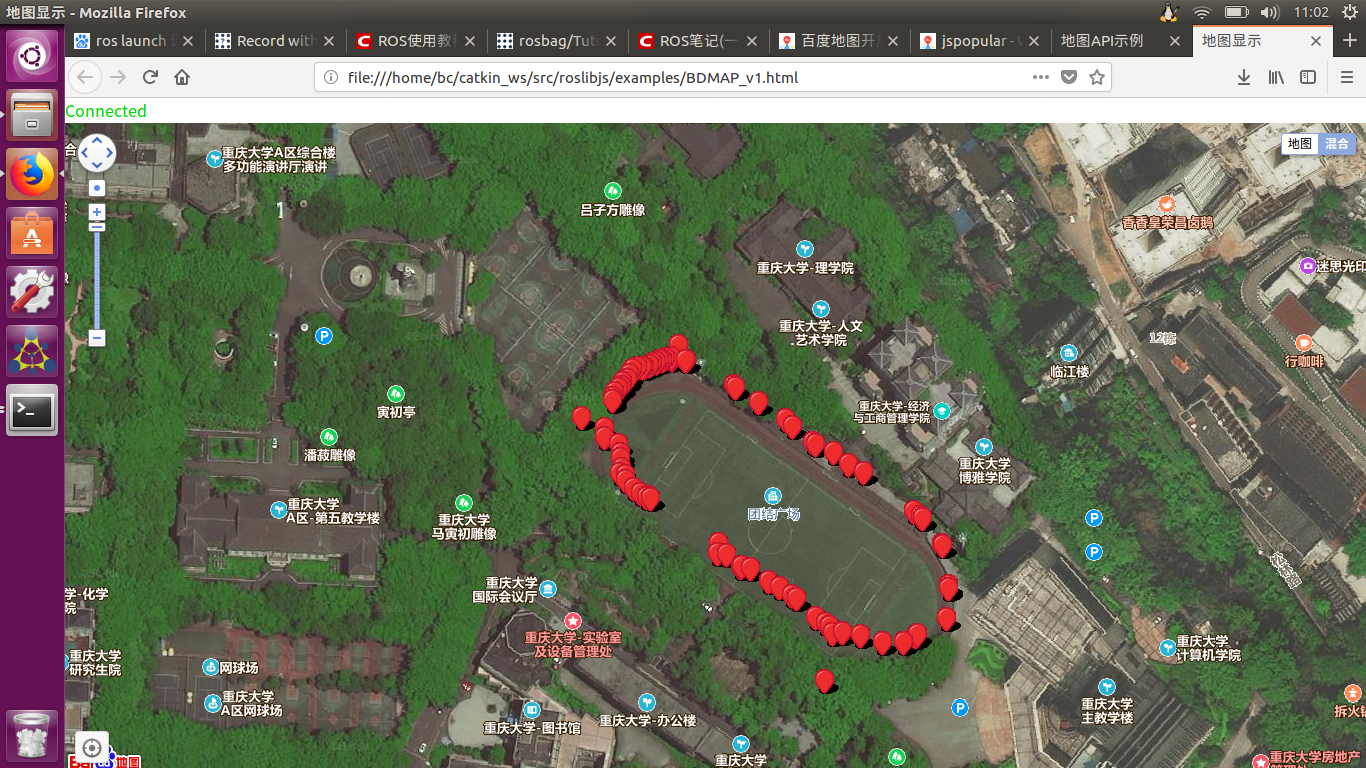 地图显示 - Mozilla Firefox
11:02
ros launch
Record with
ROS使用教程
rosbag/Tuto
ROS笔记(一
百度地图开
jspopular -
地图API示例
地图显示
file:///home/bc/catkin_ws/src/roslibjs/examples/BDMAP_v1.html
Connected
地图
混合
重庆大学A区综合楼
多功能演讲厅演讲
吕子方雕像
香香皇荣昌卤鹅
重庆大学-理学院
迷思光印
重庆大学-人文
艺术学院
12栋
行咖啡
临江楼
寅初亭
重庆大学-经济
与工商管理学院
潘菽雕像
重庆大学
博雅学院
重庆大学
A区-第五教学楼
团结广场
重庆大学
马寅初雕像
P
P
P
重庆大学
国际会议厅
学-化学
院
重庆大学-实验室
及设备管理处
重庆大学
研究生院
网球场
重庆大学
计算机学院
重庆大学
A区网球场
重庆大学
主教学楼
P
重庆大学-办公楼
重庆大学-图书馆
重庆大学
重庆大学房地产
地图